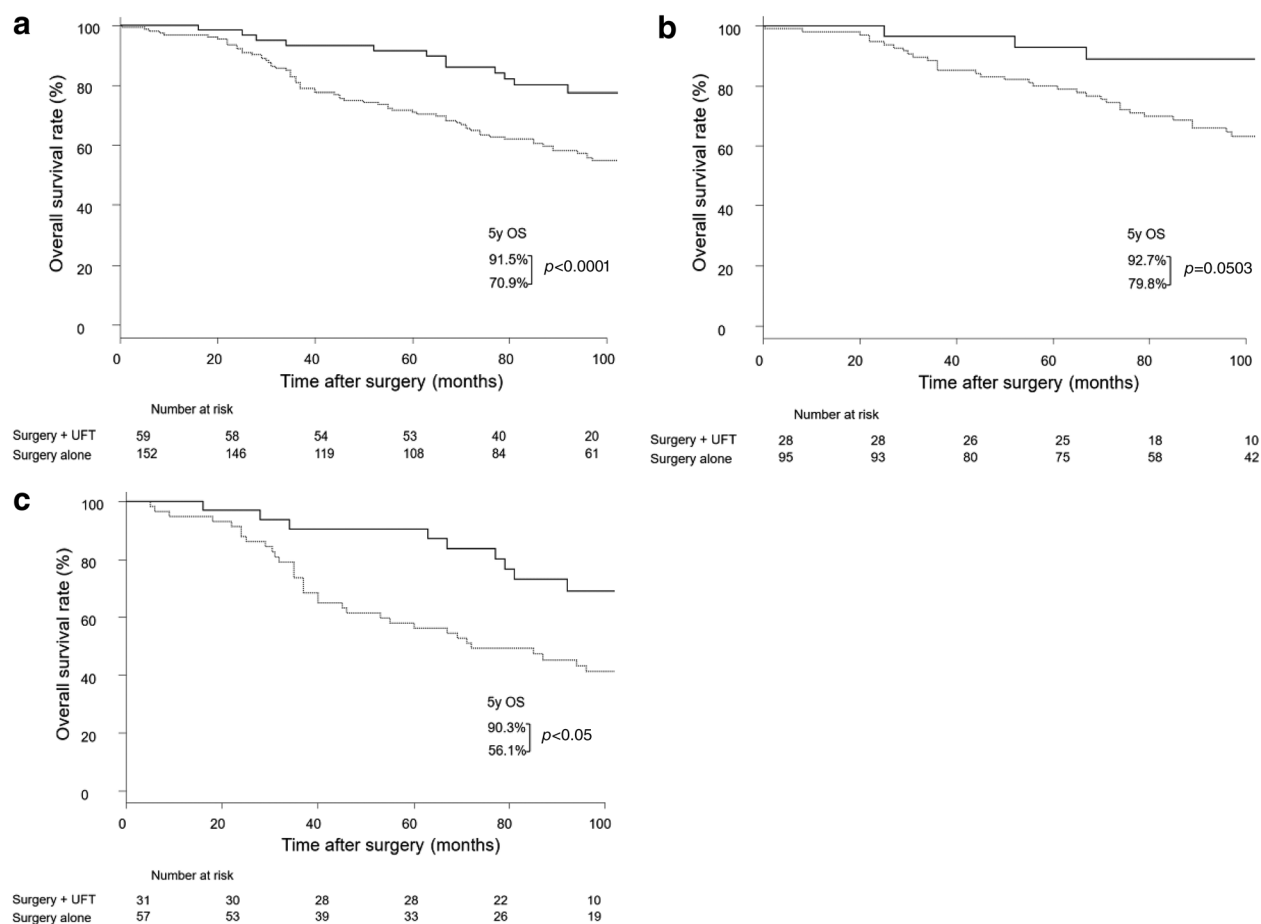 a
Overall survival rate (%)
100
80
60
40
20
0
5y OS
91.5%
70.9%
p<0.0001
0 20 40 60 80 100
Time after surgery (months)
Number at risk
Surgery + UFT 59 58 54 53 40 20
Surgery alone 152 146 119 108 84 61
b
Overall survival rate (%)
100
80
60
40
20
0
5y OS
92.7%
79.8%
p=0.0503
0 20 40 60 80 100
Time after surgery (months)
Number at risk
Surgery + UFT 28 28 26 25 18 10
Surgery alone 95 93 80 75 58 42
c
Overall survival rate (%)
100
80
60
40
20
0
5y OS
90.3%
56.1%
p<0.05
0 20 40 60 80 100
Time after surgery (months)
Number at risk
Surgery + UFT 31 30 28 28 22 10
Surgery alone 57 53 39 33 26 19